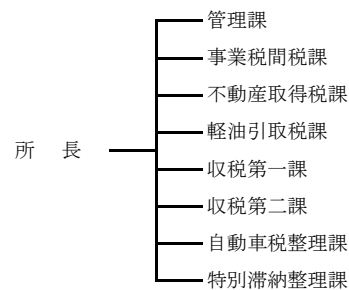 管理課
事業税間税課
不動産取得税課
軽油引取税課
所　長
収税第一課
収税第二課
自動車税整理課
特別滞納整理課